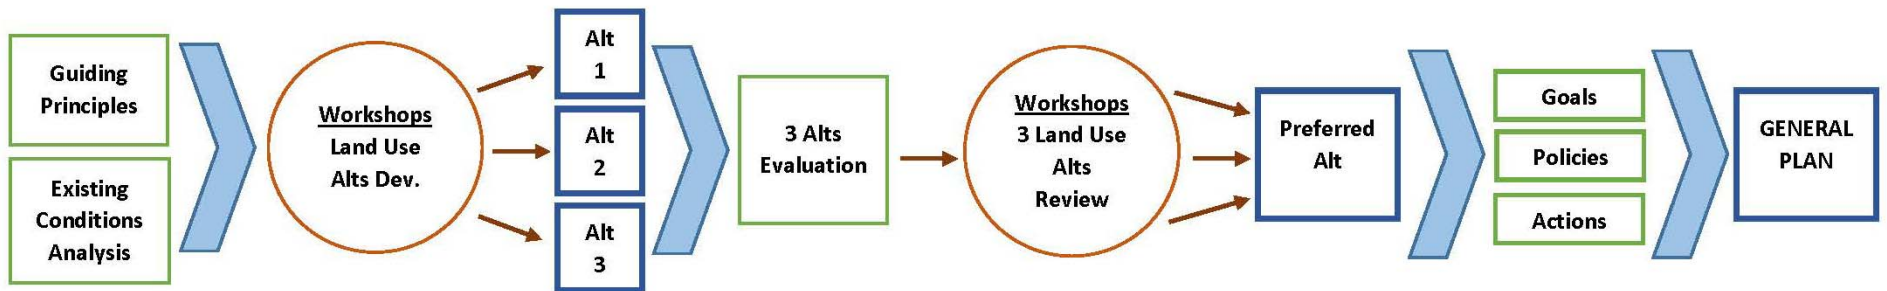 Guiding
Principles
Existing
Conditions
Analysis
Workshops
Land Use
Alts Dev.
Alt
1
Alt
2
Alt
3
3 Alts
Evaluation
Workshops
3 Land Use
Alts
Review
Preferred
Alt
Goals
Policies
Actions
GENERAL
PLAN